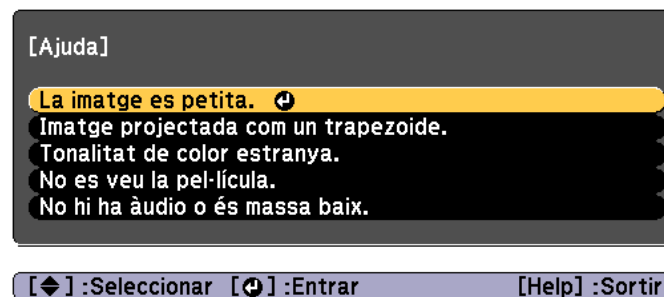 [Ajuda]
La imatge es petita.
Imatge projectada com un trapezoide.
Tonalitat de color estranya.
No es veu la pel·lícula.
No hi ha àudio o és massa baix.
[ ] :Seleccionar [ ] :Entrar [Help] :Sortir